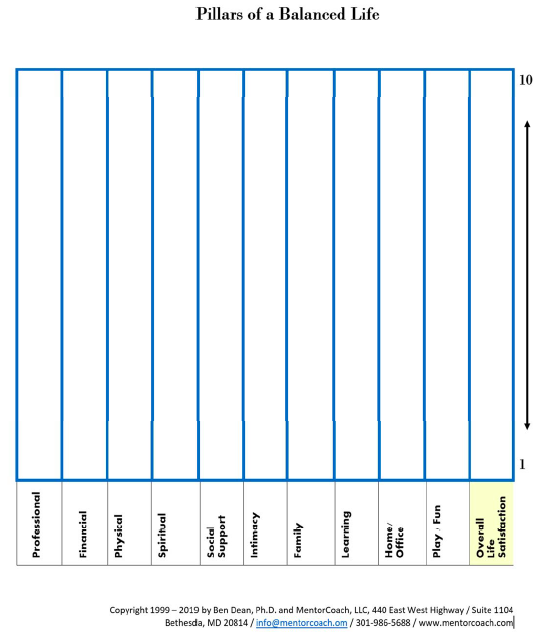 Pillars of a Balanced Life
10
1
Professional
Financial
Physical
Spiritual
Social
Support
Intimacy
Family
Learning
Home/
Office
Play / Fun
Overall
Life
Satisfaction
Copyright 1999 – 2019 by Ben Dean, Ph.D. and MentorCoach, LLC, 440 East West Highway / Suite 1104
Bethesda, MD 20814 / info@mentorcoach.om / 301-986-5688 / www.mentorcoach.com